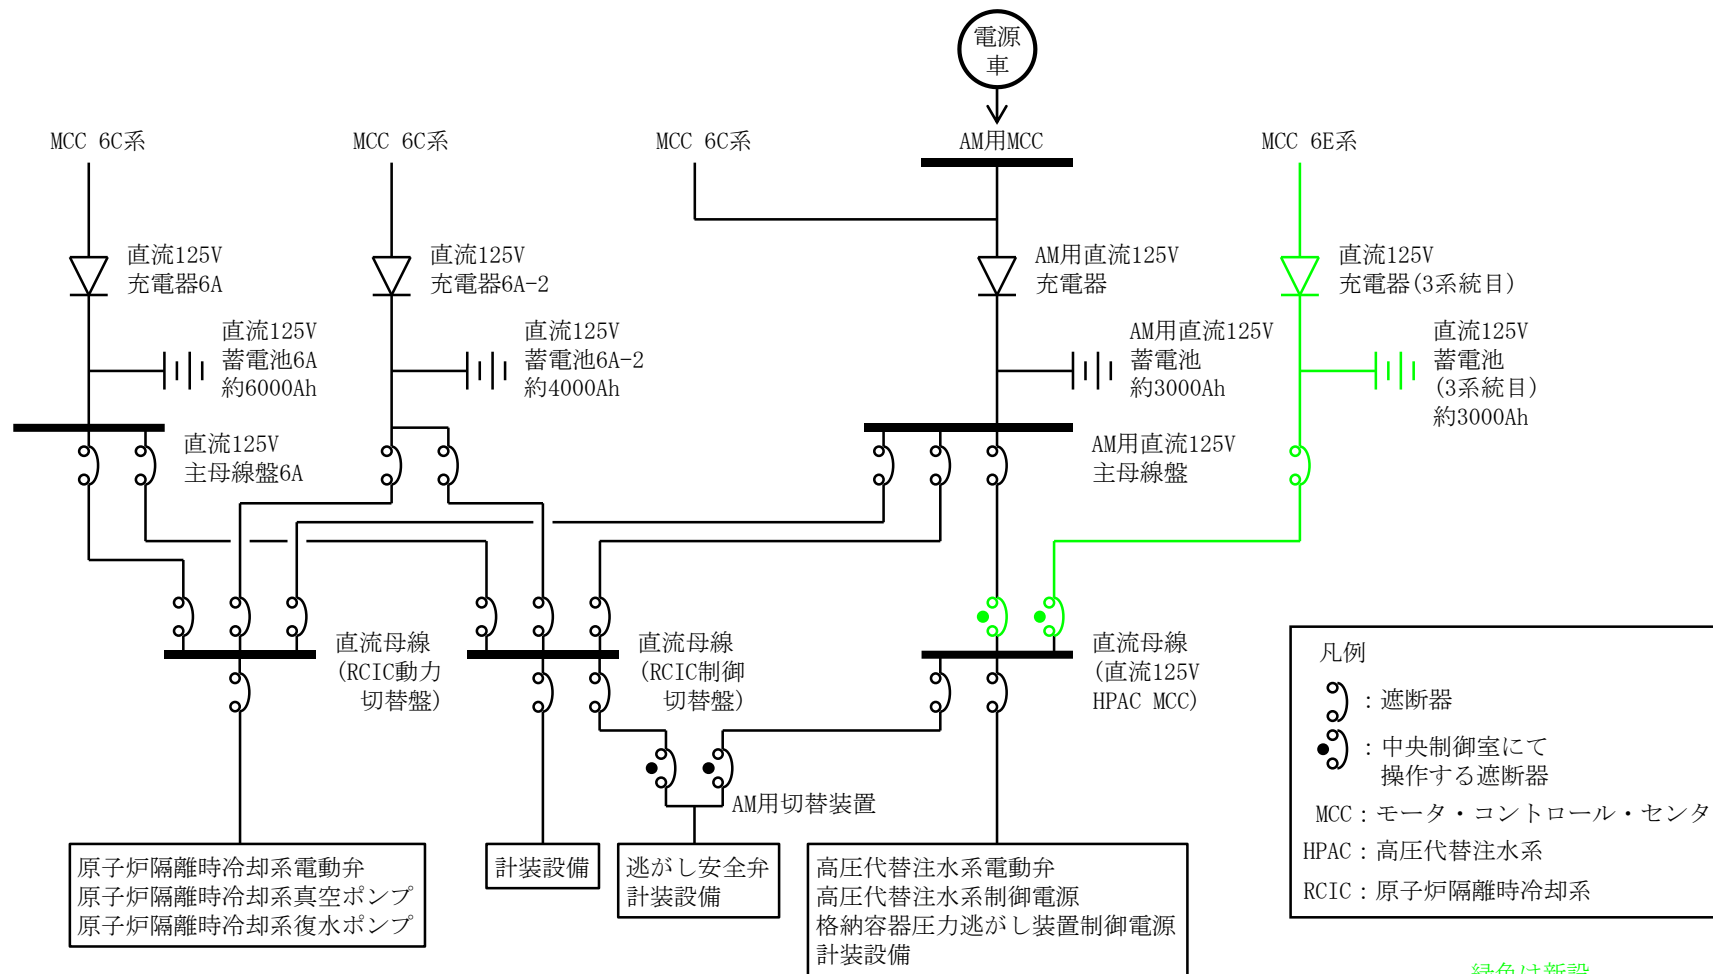 電源
車
MCC 6C系
MCC 6C系
MCC 6C系
AM用MCC
MCC 6E系
直流125V
充電器6A
直流125V
充電器6A-2
AM用直流125V
充電器
直流125V
充電器(3系統目)
直流125V
蓄電池6A
約6000Ah
直流125V
蓄電池6A-2
約4000Ah
AM用直流125V
蓄電池
約3000Ah
直流125V
蓄電池
(3系統目)
約3000Ah
直流125V
主母線盤6A
AM用直流125V
主母線盤
直流母線
(RCIC動力
切替盤)
直流母線
(RCIC制御
切替盤)
直流母線
(直流125V
HPAC MCC)
AM用切替装置
原子炉隔離時冷却系電動弁
原子炉隔離時冷却系真空ポンプ
原子炉隔離時冷却系復水ポンプ
計装設備
逃がし安全弁
計装設備
高圧代替注水系電動弁
高圧代替注水系制御電源
格納容器圧力逃がし装置制御電源
計装設備
凡例
：遮断器
：中央制御室にて
操作する遮断器
MCC：モータ・コントロール・センタ
HPAC：高圧代替注水系
RCIC：原子炉隔離時冷却系
緑色は新設